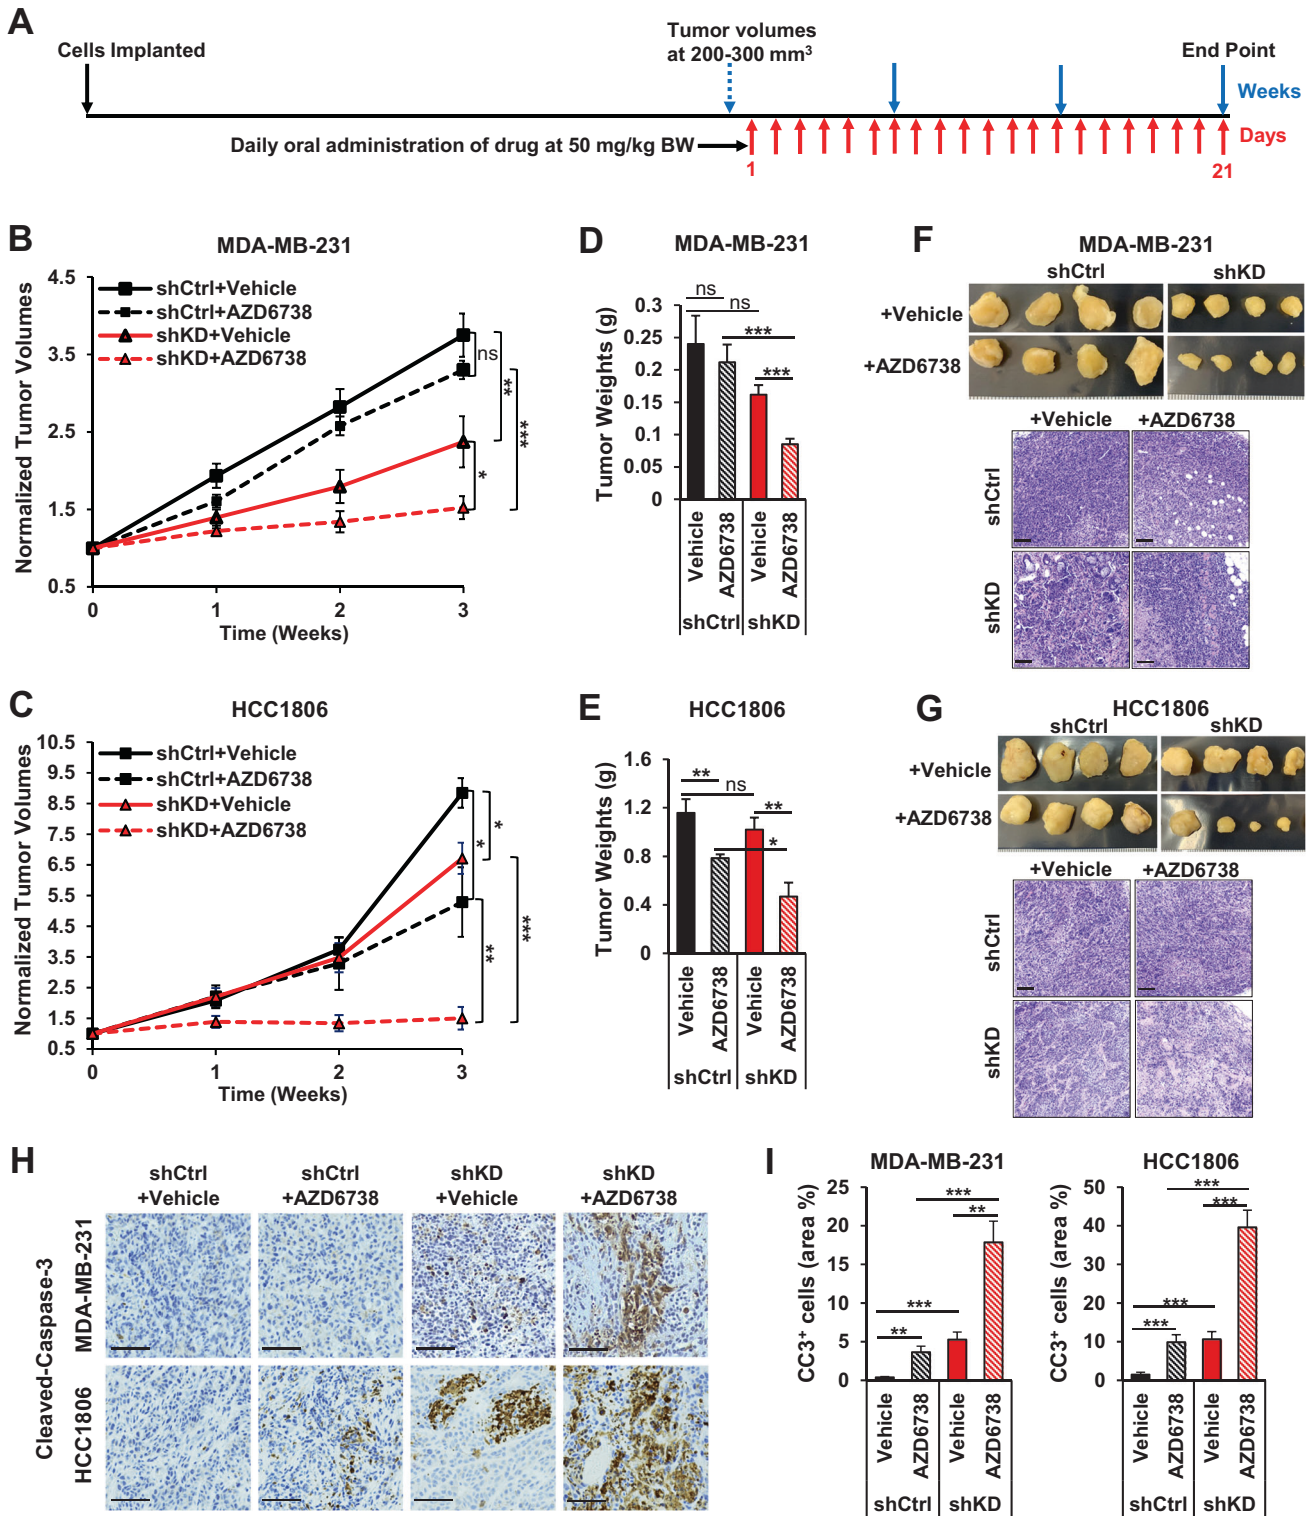 A
Cells Implanted
Tumor volumes
at 200-300 mm³
End Point
Weeks
Daily oral administration of drug at 50 mg/kg BW
Days
1
21
B
MDA-MB-231
Normalized Tumor Volumes
4.5
3.5
2.5
1.5
0.5
shCtrl+Vehicle
shCtrl+AZD6738
shKD+Vehicle
shKD+AZD6738
ns
**
***
*
0
1
2
3
Time (Weeks)
D
MDA-MB-231
Tumor Weights (g)
0.3
0.25
0.2
0.15
0.1
0.05
0
ns
ns
***
***
Vehicle
AZD6738
Vehicle
AZD6738
shCtrl
shKD
F
MDA-MB-231
shCtrl
shKD
+Vehicle
+AZD6738
+Vehicle
+AZD6738
shCtrl
shKD
C
HCC1806
Normalized Tumor Volumes
10.5
9.5
8.5
7.5
6.5
5.5
4.5
3.5
2.5
1.5
0.5
shCtrl+Vehicle
shCtrl+AZD6738
shKD+Vehicle
shKD+AZD6738
*
*
**
***
0
1
2
3
Time (Weeks)
E
HCC1806
Tumor Weights (g)
1.6
1.2
0.8
0.4
0
**
ns
**
*
Vehicle
AZD6738
Vehicle
AZD6738
shCtrl
shKD
G
HCC1806
shCtrl
shKD
+Vehicle
+AZD6738
+Vehicle
+AZD6738
shCtrl
shKD
H
shCtrl
+Vehicle
shCtrl
+AZD6738
shKD
+Vehicle
shKD
+AZD6738
Cleaved-Caspase-3
MDA-MB-231
HCC1806
I
MDA-MB-231
CC3⁺ cells (area %)
25
20
15
10
5
0
***
**
***
**
Vehicle
AZD6738
Vehicle
AZD6738
shCtrl
shKD
HCC1806
CC3⁺ cells (area %)
50
40
30
20
10
0
***
***
***
***
Vehicle
AZD6738
Vehicle
AZD6738
shCtrl
shKD